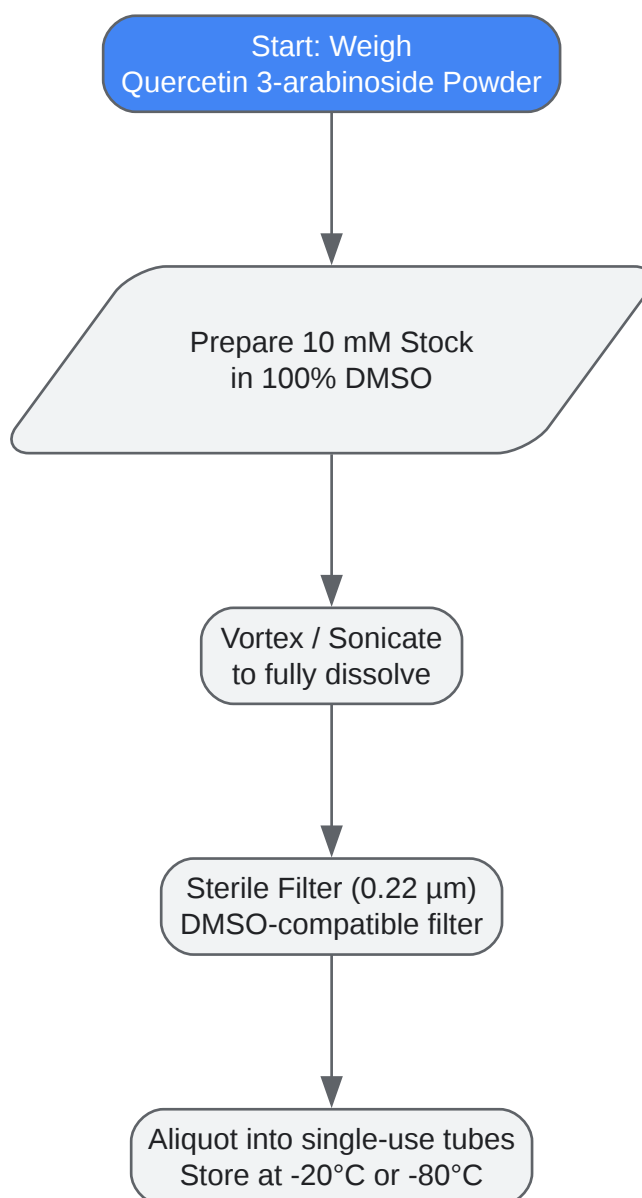 Start: Weigh
Quercetin 3-arabinoside Powder
Prepare 10 mM Stock
in 100% DMSO
Vortex / Sonicate
to fully dissolve
Sterile Filter (0.22 µm)
DMSO-compatible filter
Aliquot into single-use tubes
Store at -20°C or -80°C